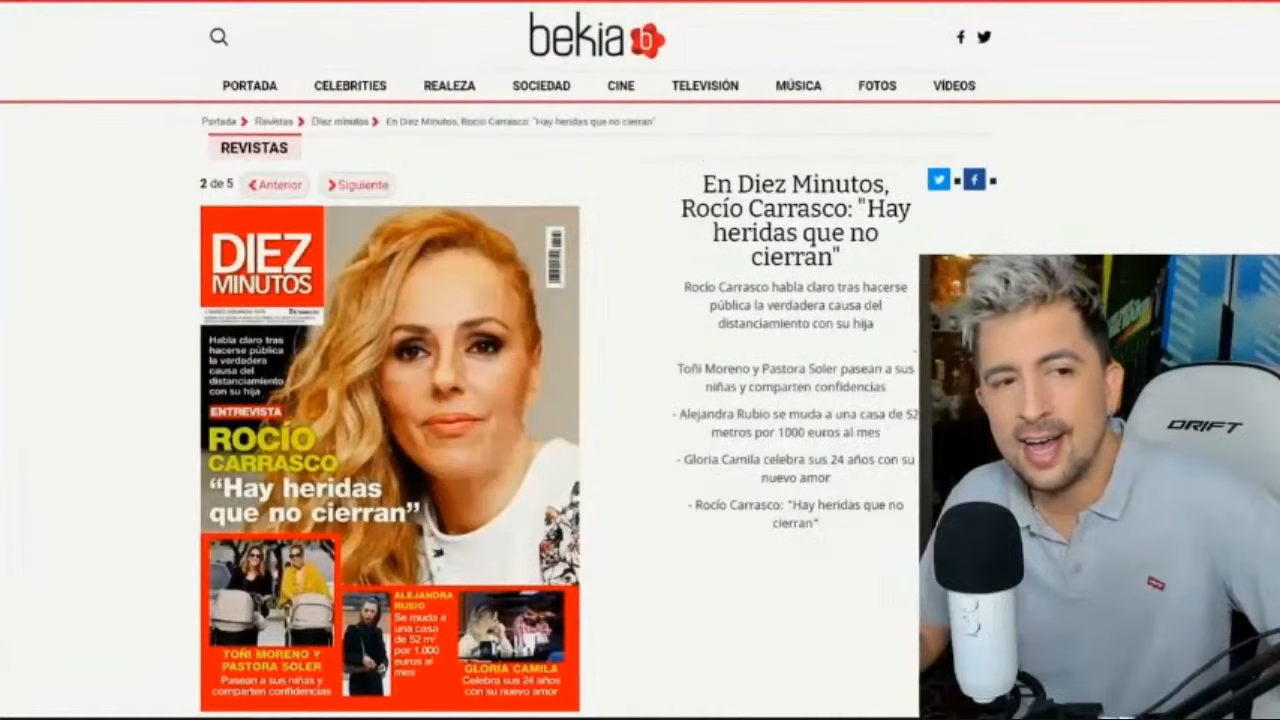 bekia b
PORTADA CELEBRITIES REALEZA SOCIEDAD CINE TELEVISIÓN MÚSICA FOTOS VÍDEOS
Portada Revistas Diez minutos En Diez Minutos, Rocío Carrasco: "Hay heridas que no cierran"
REVISTAS
2 de 5 Anterior Siguiente
DIEZ
MINUTOS
Habla claro tras
hacerse pública
la verdadera
causa del
distanciamiento
con su hija
ENTREVISTA
ROCÍO
CARRASCO
“Hay heridas
que no cierran”
TOÑI MORENO Y
PASTORA SOLER
Pasean a sus niñas y
comparten confidencias
ALEJANDRA
RUBIO
Se muda a
una casa
de 52 m²
por 1.000
euros al
mes
GLORIA CAMILA
Celebra sus 24 años
con su nuevo amor
En Diez Minutos,
Rocío Carrasco: "Hay
heridas que no
cierran"
Rocío Carrasco habla claro tras hacerse
pública la verdadera causa del
distanciamiento con su hija
Toñi Moreno y Pastora Soler pasean a sus
niñas y comparten confidencias
- Alejandra Rubio se muda a una casa de 52
metros por 1000 euros al mes
- Gloria Camila celebra sus 24 años con su
nuevo amor
- Rocío Carrasco: "Hay heridas que no
cierran"
DRIFT